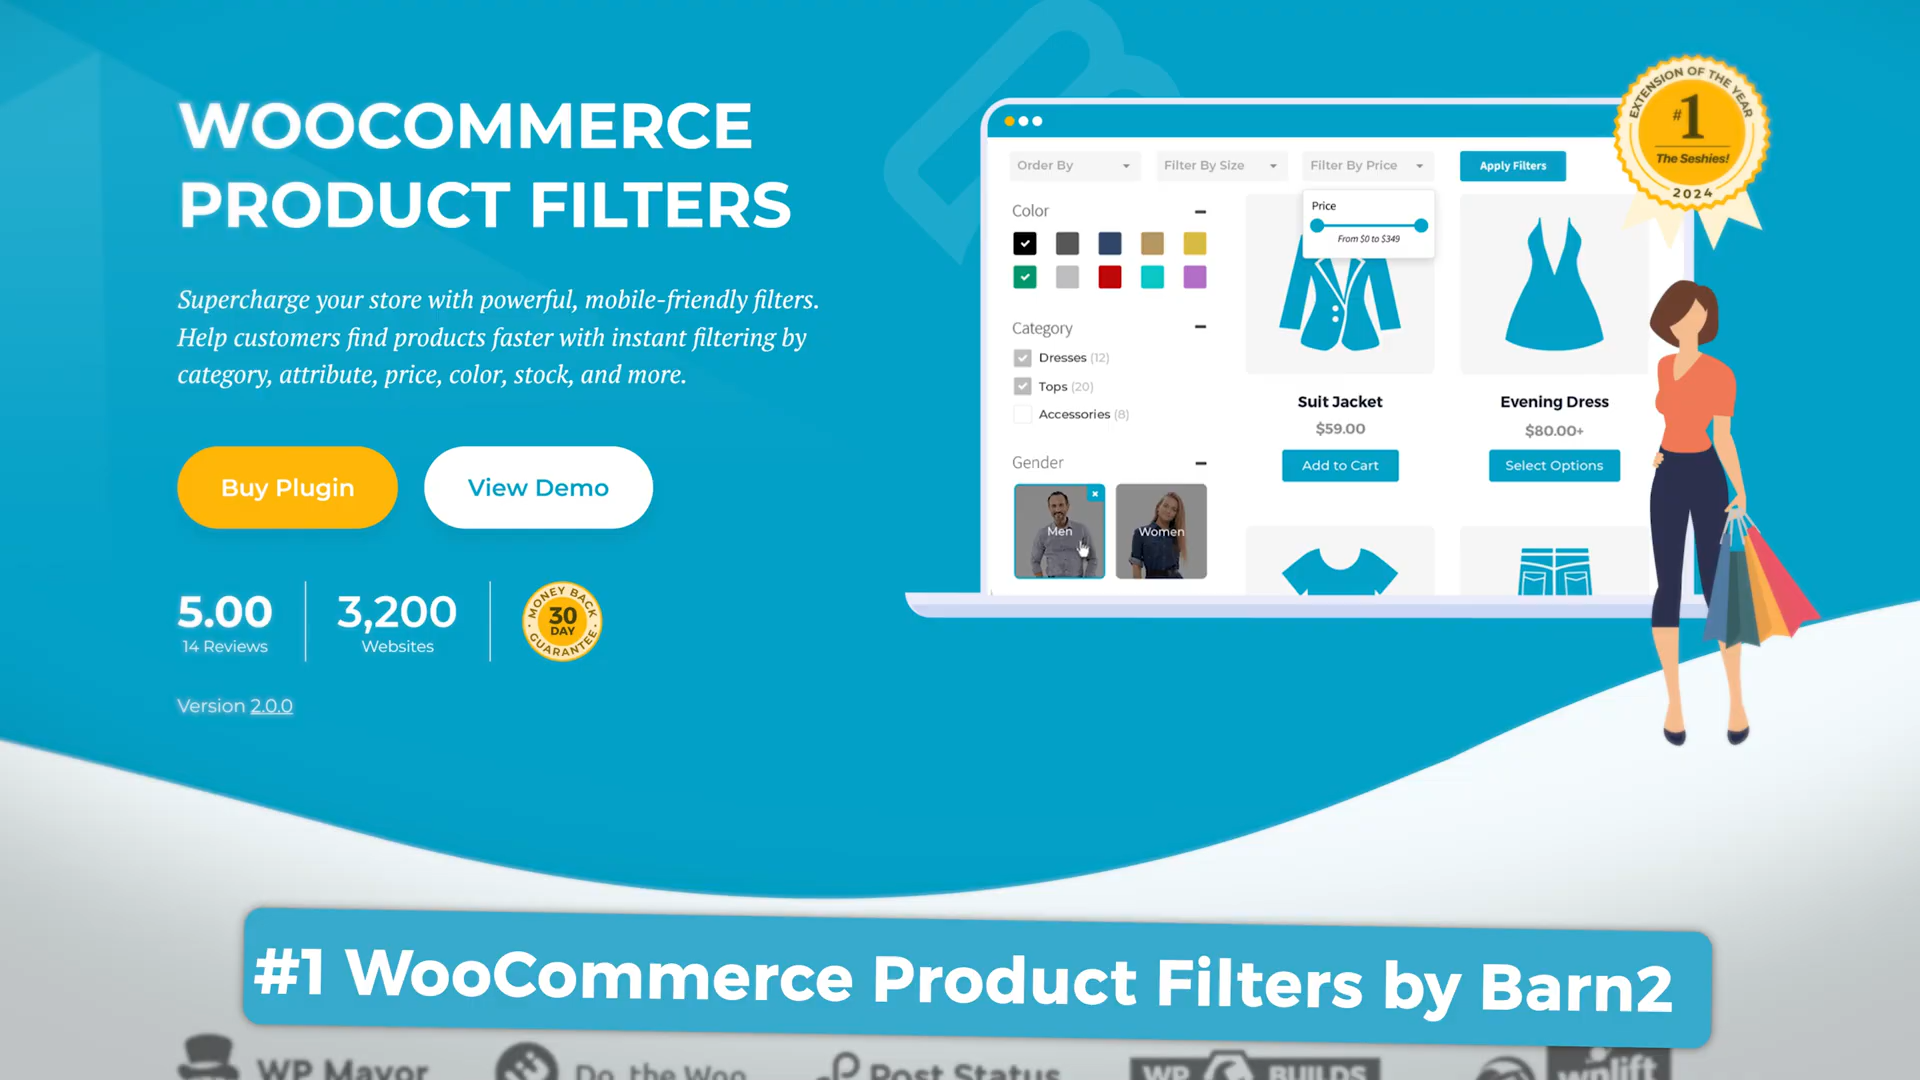 WOOCOMMERCE
PRODUCT FILTERS
Supercharge your store with powerful, mobile-friendly filters.
Help customers find products faster with instant filtering by
category, attribute, price, color, stock, and more.
Buy Plugin
View Demo
5.00
14 Reviews
3,200
Websites
MONEY BACK
30
DAY
GUARANTEE
Version 2.0.0
Order By
Filter By Size
Filter By Price
Apply Filters
Price
From $0 to $349
Color
Category
Dresses (12)
Tops (20)
Accessories (8)
Gender
Men
Women
Suit Jacket
$59.00
Add to Cart
Evening Dress
$80.00+
Select Options
EXTENSION OF THE YEAR
#1
The Seshies!
2024
#1 WooCommerce Product Filters by Barn2
WP Mayor
Do the Woo
Post Status
WP BUILDS
wplift